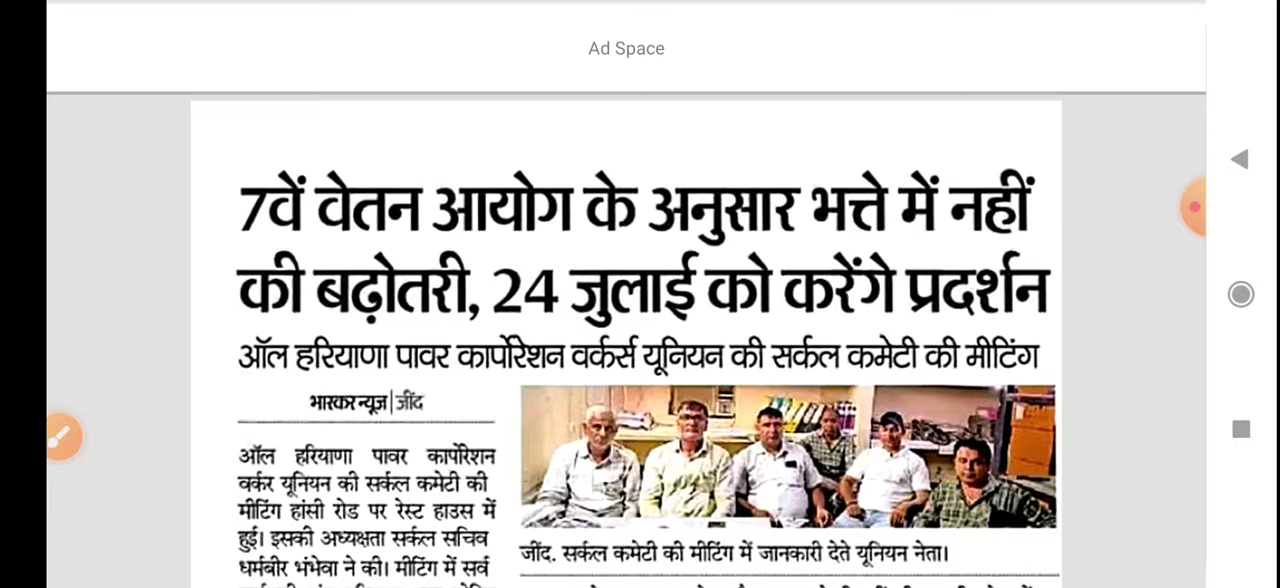 Ad Space
7वें वेतन आयोग के अनुसार भत्ते में नहीं
की बढ़ोतरी, 24 जुलाई को करेंगे प्रदर्शन
ऑल हरियाणा पावर कार्पोरेशन वर्कर्स यूनियन की सर्कल कमेटी की मीटिंग
भास्कर न्यूज | जींद
ऑल हरियाणा पावर कार्पोरेशन
वर्कर यूनियन की सर्कल कमेटी की
मीटिंग हांसी रोड पर रेस्ट हाउस में
हुई। इसकी अध्यक्षता सर्कल सचिव
धर्मबीर भंभेवा ने की। मीटिंग में सर्व
जींद. सर्कल कमेटी की मीटिंग में जानकारी देते यूनियन नेता।